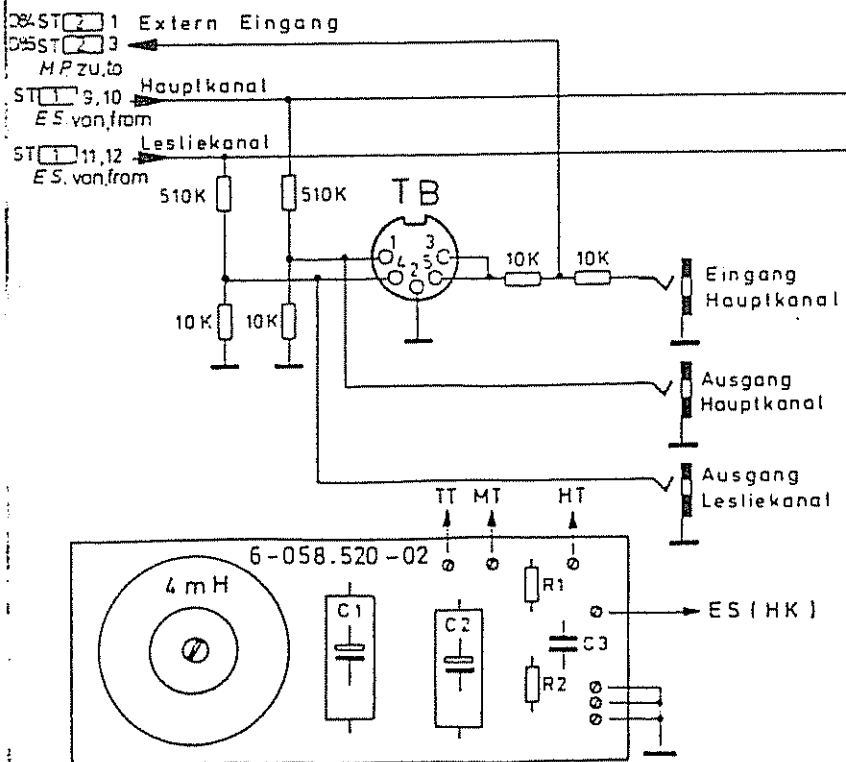 ST 2 1 Extern Eingang
ST 2 3
M.P. zu, to
ST 1 9,10 Hauptkanal
E.S. von, from
ST 1 11,12 Lesliekanal
E.S. von, from
510K 510K
TB
1 3
4 2 5
10K 10K
10K 10K
Eingang
Hauptkanal
Ausgang
Hauptkanal
Ausgang
Lesliekanal
TT MT HT
6-058.520-02
4mH
C1
C2
R1
C3
R2
ES (HK)